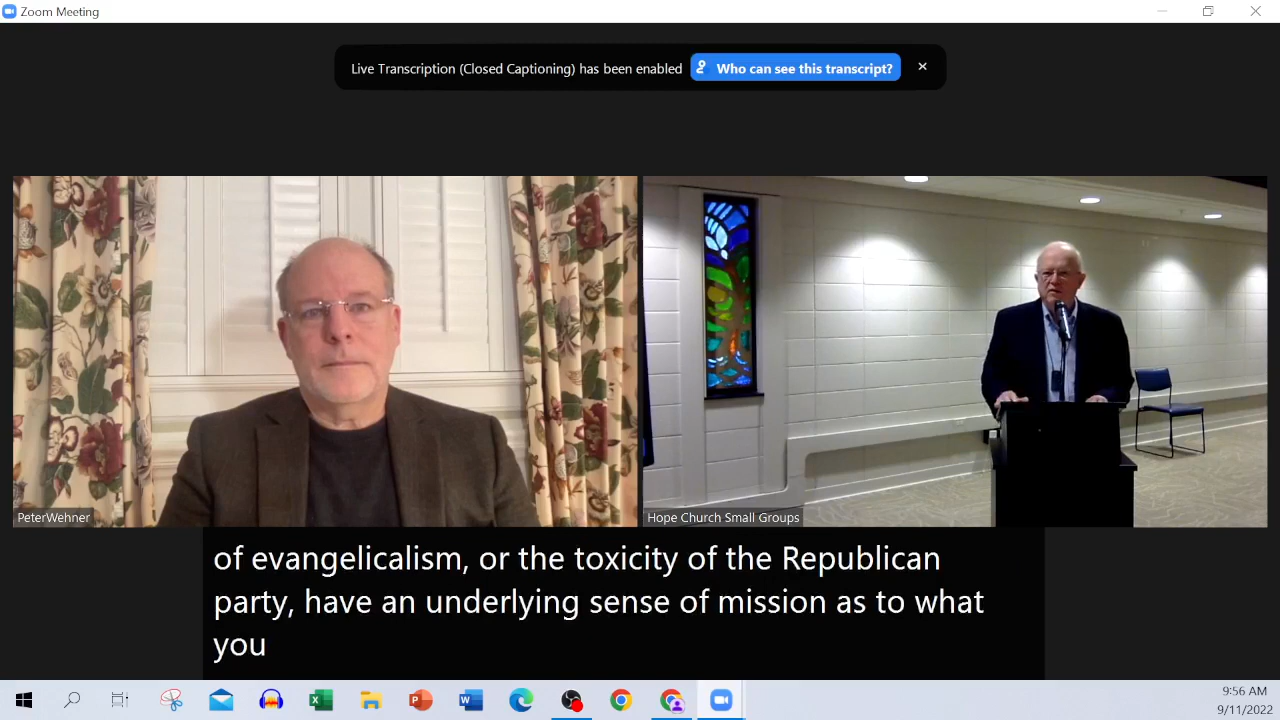 Zoom Meeting
Live Transcription (Closed Captioning) has been enabled
Who can see this transcript?
PeterWehner
Hope Church Small Groups
of evangelicalism, or the toxicity of the Republican
party, have an underlying sense of mission as to what
you
9:56 AM
9/11/2022